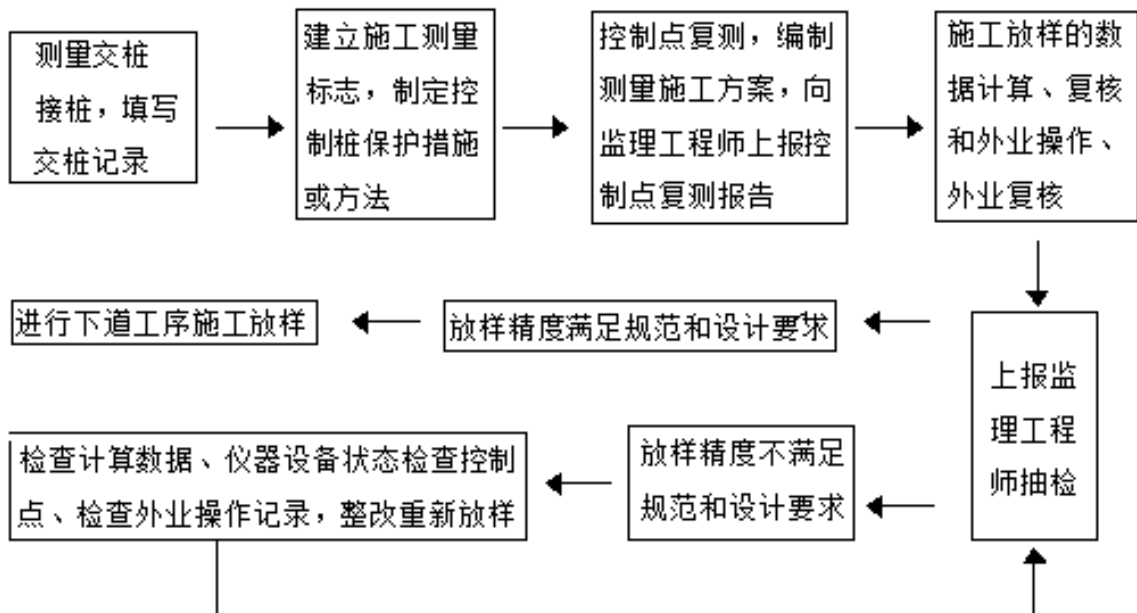 测量交桩
接桩，填写
交桩记录
建立施工测量
标志，制定控
制桩保护措施
或方法
控制点复测，编制
测量施工方案，向
监理工程师上报控
制点复测报告
施工放样的数
据计算、复核
和外业操作、
外业复核
上报监
理工程
师抽检
放样精度满足规范和设计要求
进行下道工序施工放样
放样精度不满足
规范和设计要求
检查计算数据、仪器设备状态检查控制
点、检查外业操作记录，整改重新放样